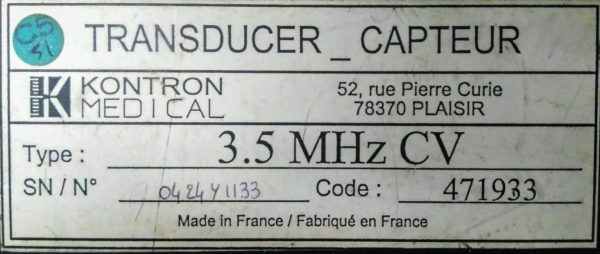 TRANSDUCER _ CAPTEUR
KONTRON
MEDICAL
52, rue Pierre Curie
78370 PLAISIR
Type : 3.5 MHz CV
SN / N° 0424Y1133 Code : 471933
Made in France / Fabriqué en France